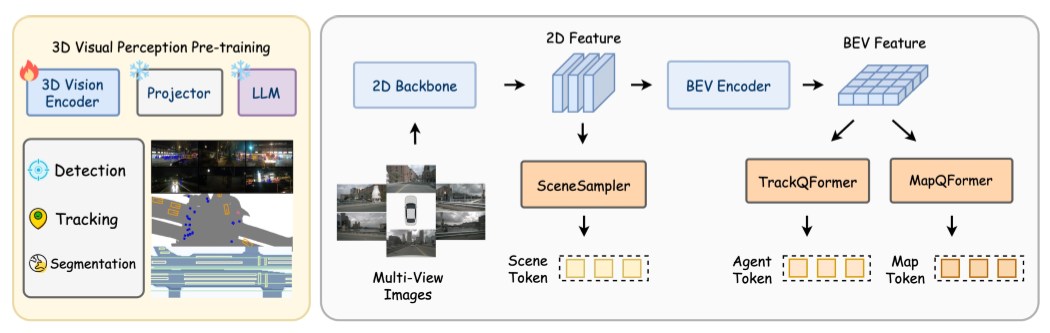 3D Visual Perception Pre-training
3D Vision
Encoder
Projector
LLM
Detection
Tracking
Segmentation
2D Backbone
2D Feature
BEV Encoder
BEV Feature
SceneSampler
TrackQFormer
MapQFormer
Multi-View
Images
Scene
Token
Agent
Token
Map
Token